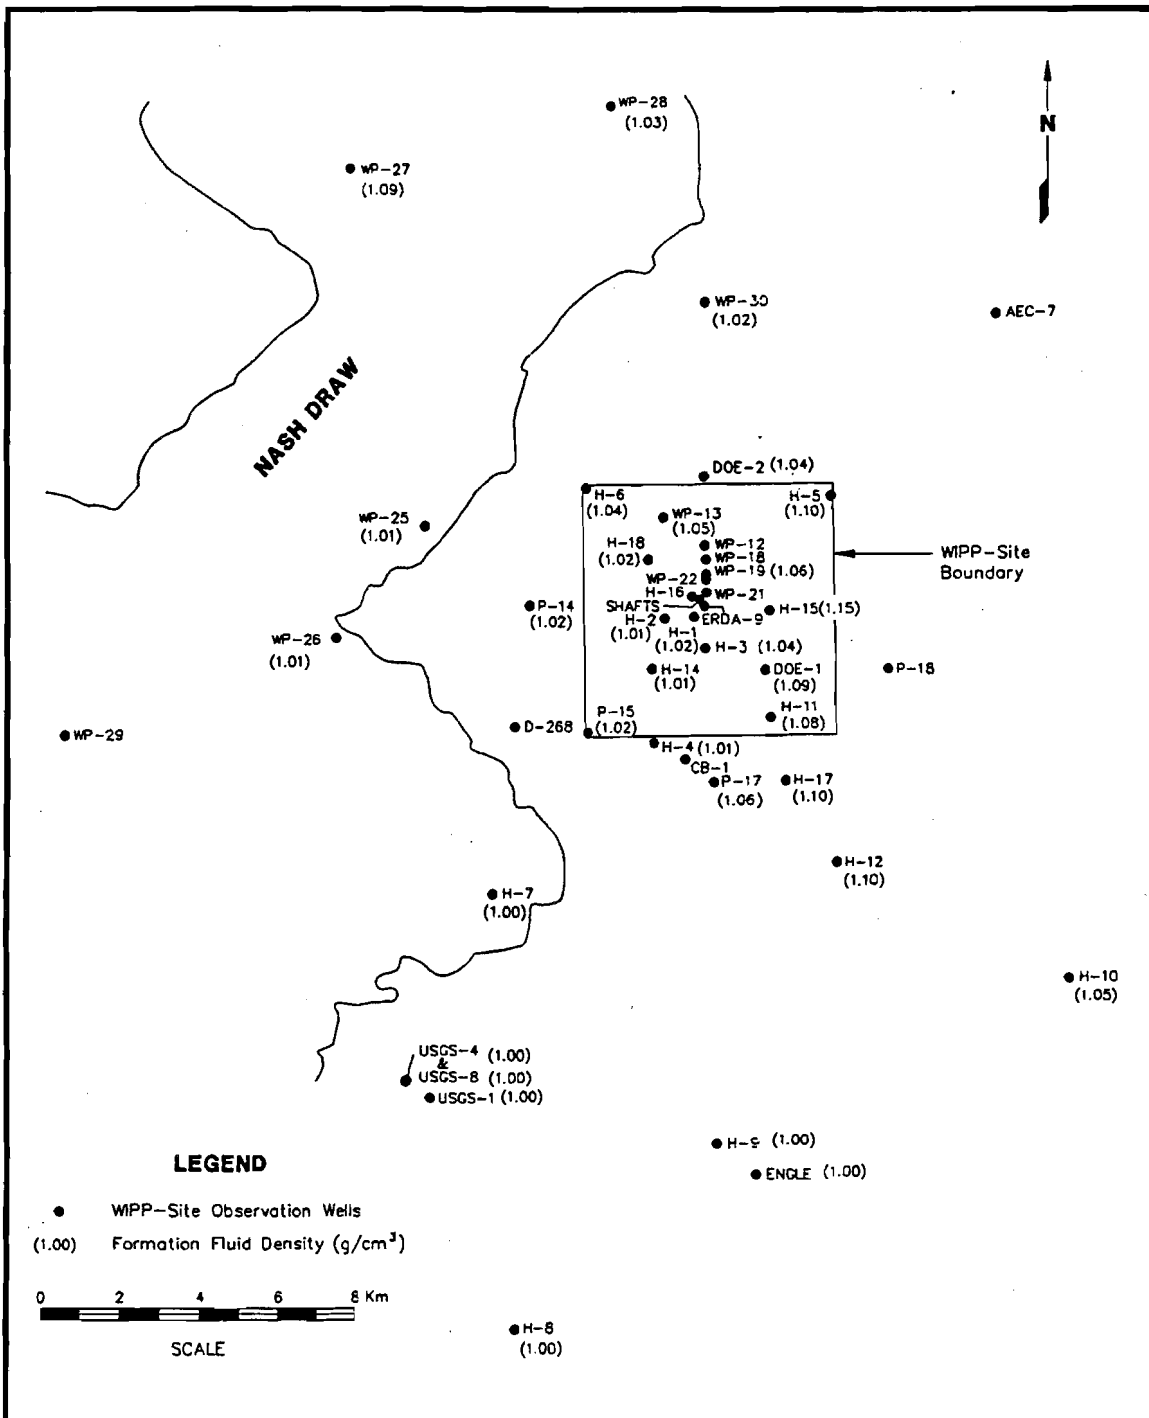 WP-28
(1.03)
N
WP-27
(1.09)
WP-30
(1.02)
AEC-7
NASH DRAW
DOE-2 (1.04)
H-6
(1.04)
H-5
(1.10)
WP-25
(1.01)
WP-13
(1.05)
H-18
(1.02)
WP-12
WP-18
WP-19 (1.06)
WP-22
H-16
WP-21
WIPP-Site
Boundary
SHAFTS
P-14
(1.02)
H-2
(1.01)
H-1
(1.02)
ERDA-9
H-15(1.15)
WP-26
(1.01)
H-3 (1.04)
H-14
(1.01)
DOE-1
(1.09)
P-18
H-11
(1.08)
P-15
(1.02)
D-268
WP-29
H-4 (1.01)
CB-1
P-17
(1.06)
H-17
(1.10)
H-12
(1.10)
H-7
(1.00)
H-10
(1.05)
USGS-4 (1.00)
&
USGS-8 (1.00)
USGS-1 (1.00)
H-9 (1.00)
ENGLE (1.00)
LEGEND
WIPP-Site Observation Wells
(1.00) Formation Fluid Density (g/cm³)
0 2 4 6 8 Km
SCALE
H-8
(1.00)